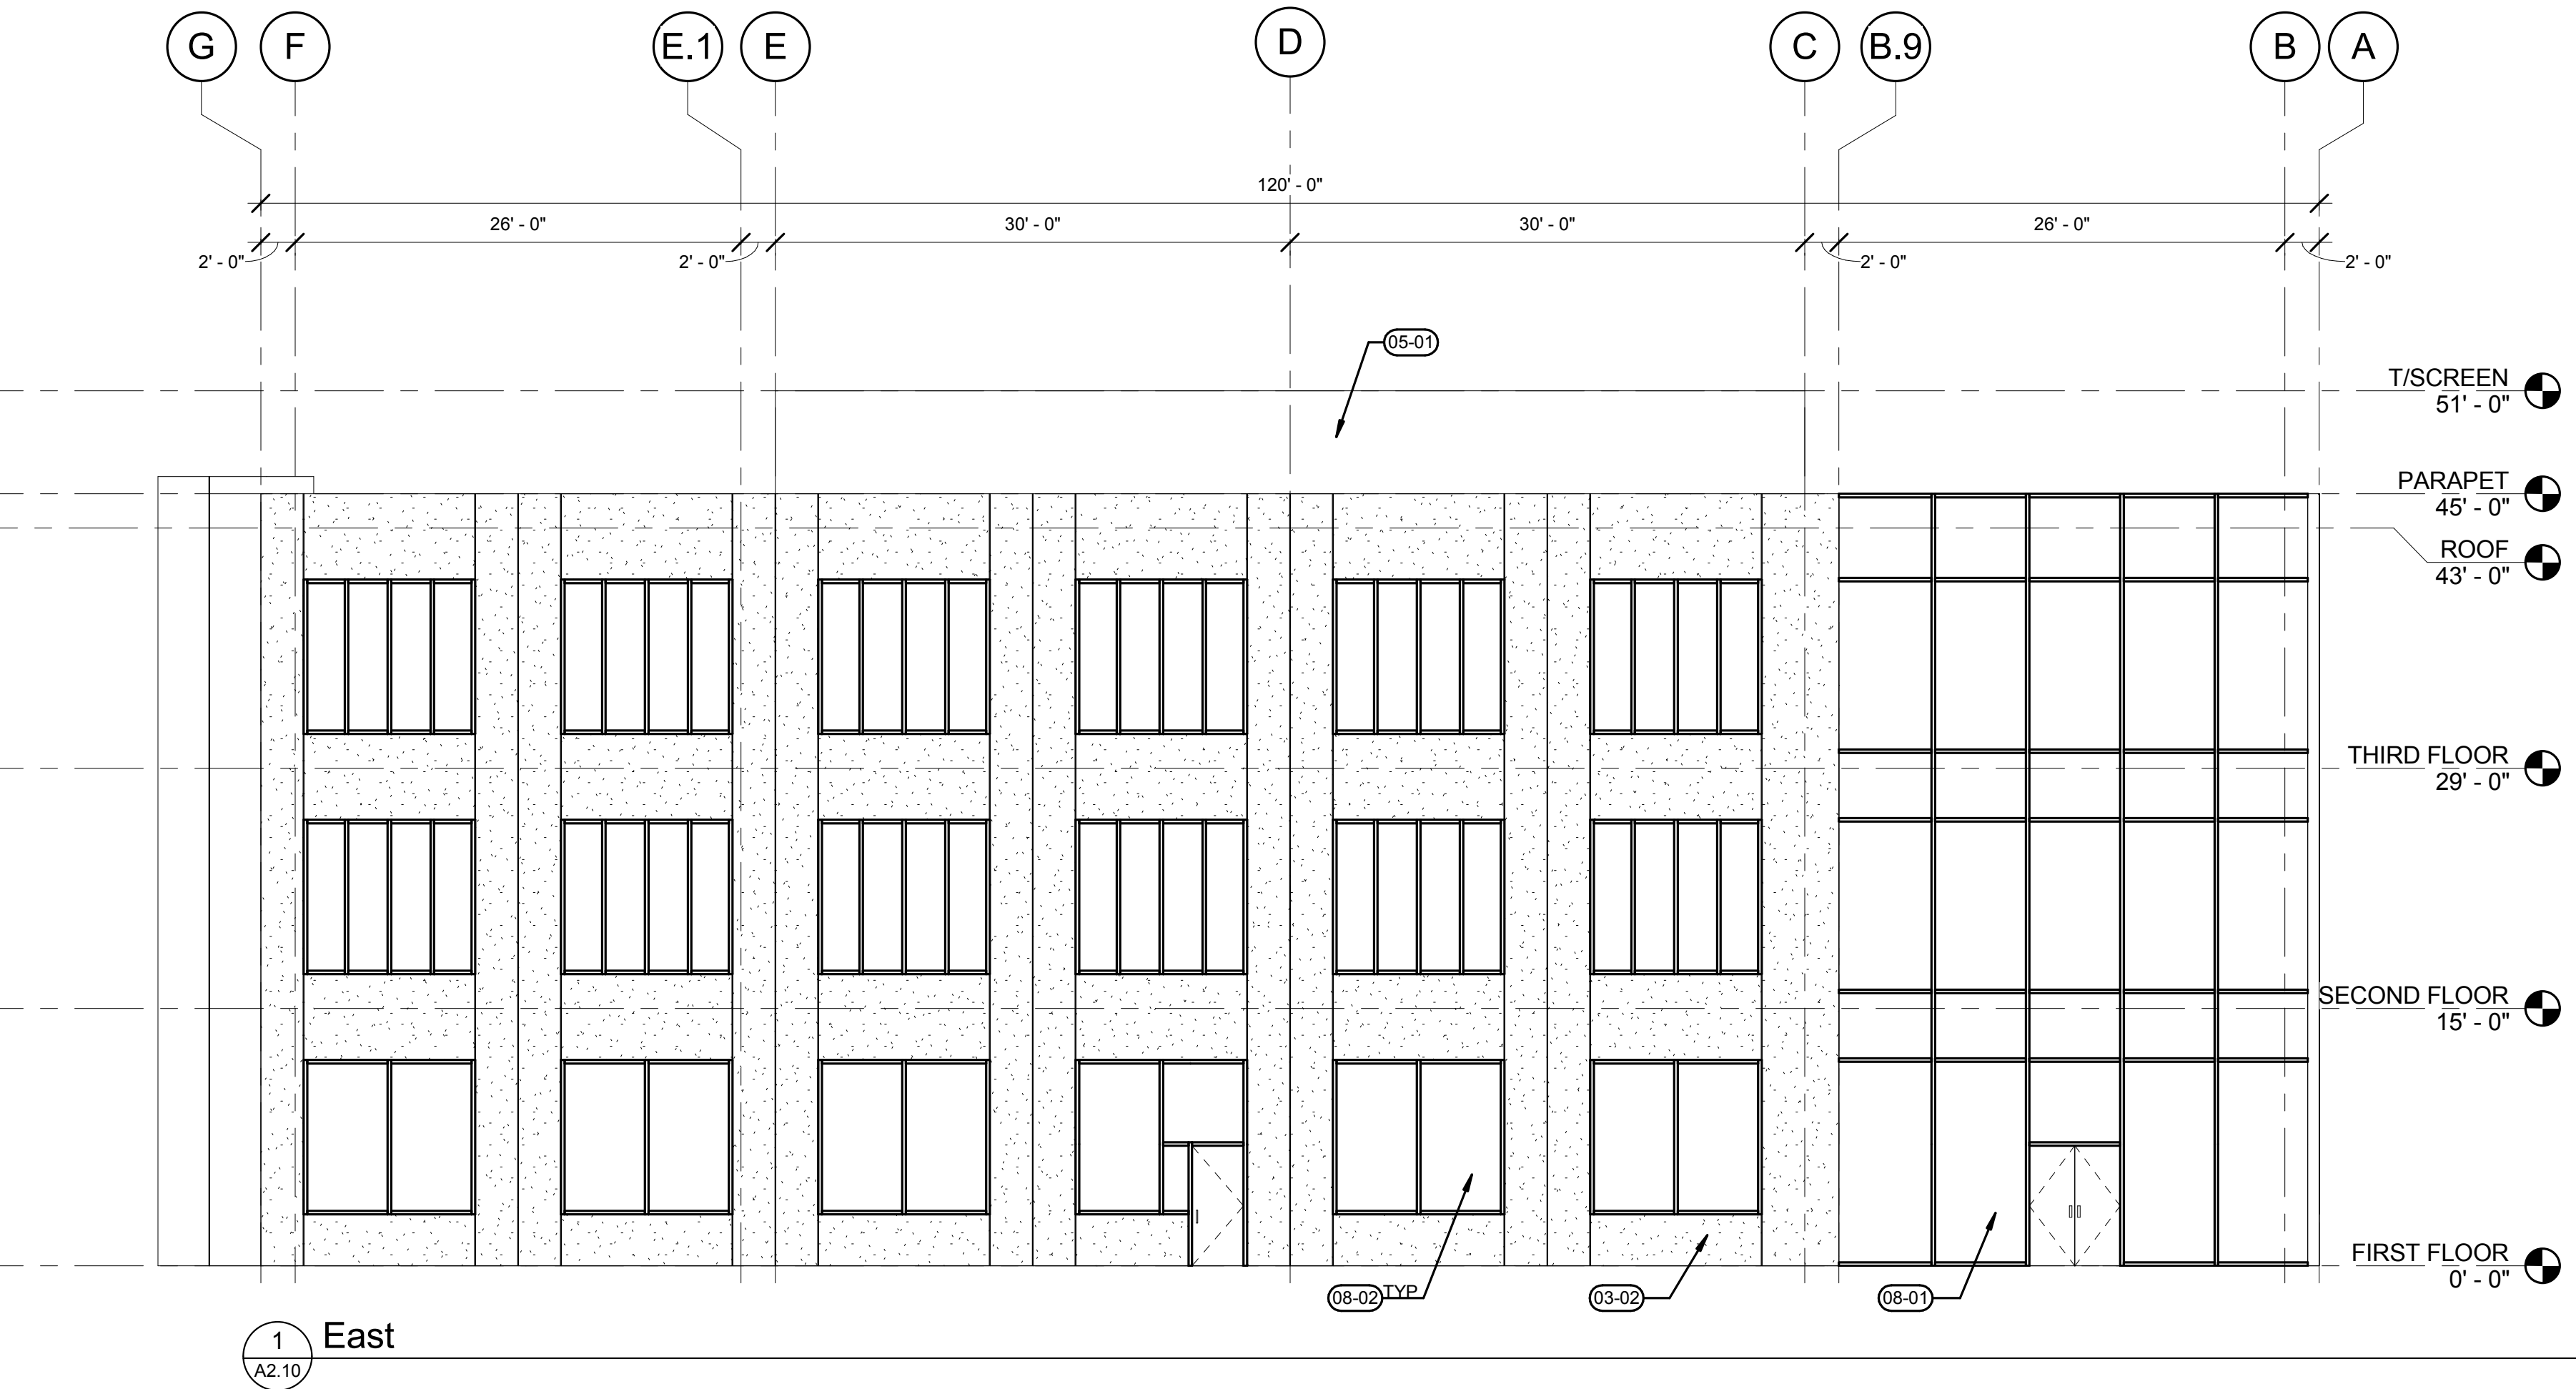 G F E.1 E D C B.9 B A
120' - 0"
26' - 0" 30' - 0" 30' - 0" 26' - 0"
2' - 0" 2' - 0" 2' - 0" 2' - 0"
05-01
T/SCREEN
51' - 0"
PARAPET
45' - 0"
ROOF
43' - 0"
THIRD FLOOR
29' - 0"
SECOND FLOOR
15' - 0"
FIRST FLOOR
0' - 0"
08-02 TYP 03-02 08-01
1 East
A2.10